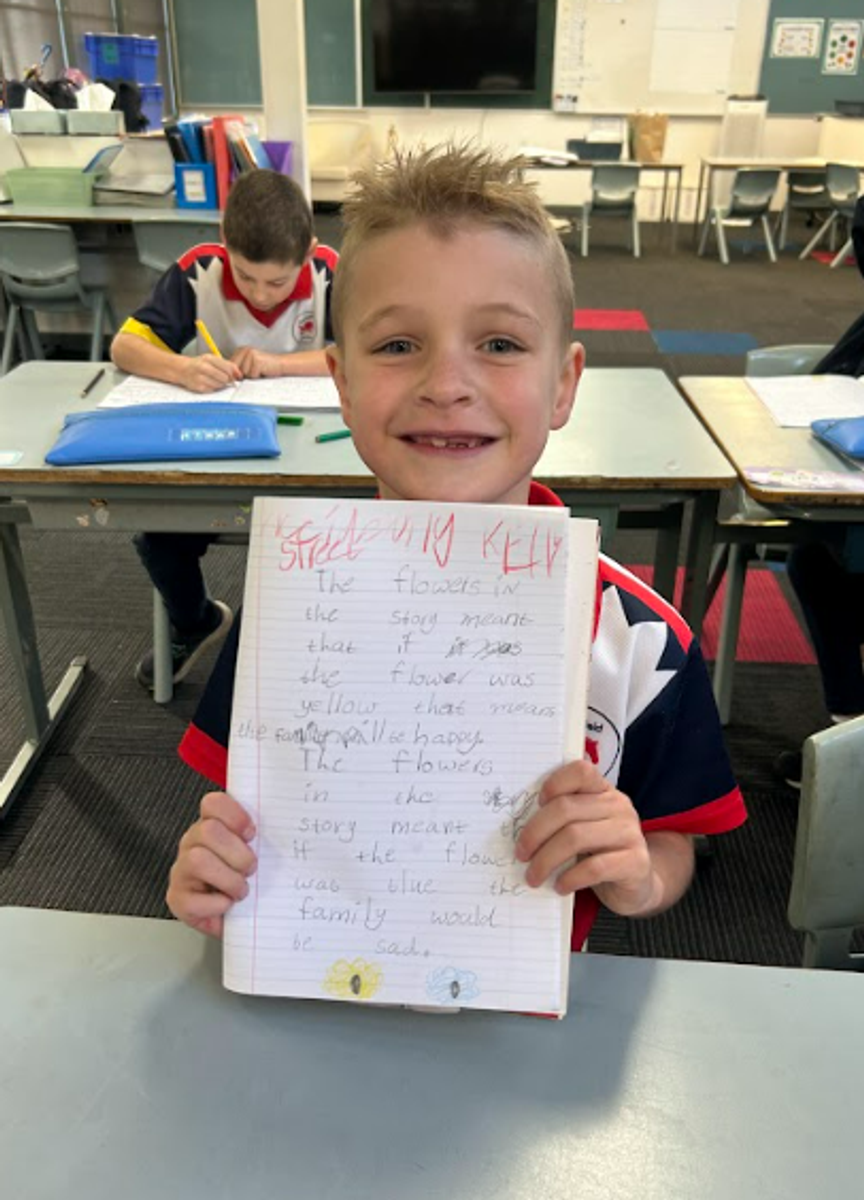 Street
The flowers in
the story meant
that if
the flower was
yellow that means
the family will be happy.
The flowers
in the
story meant
if the
was blue the
family would
be sad.